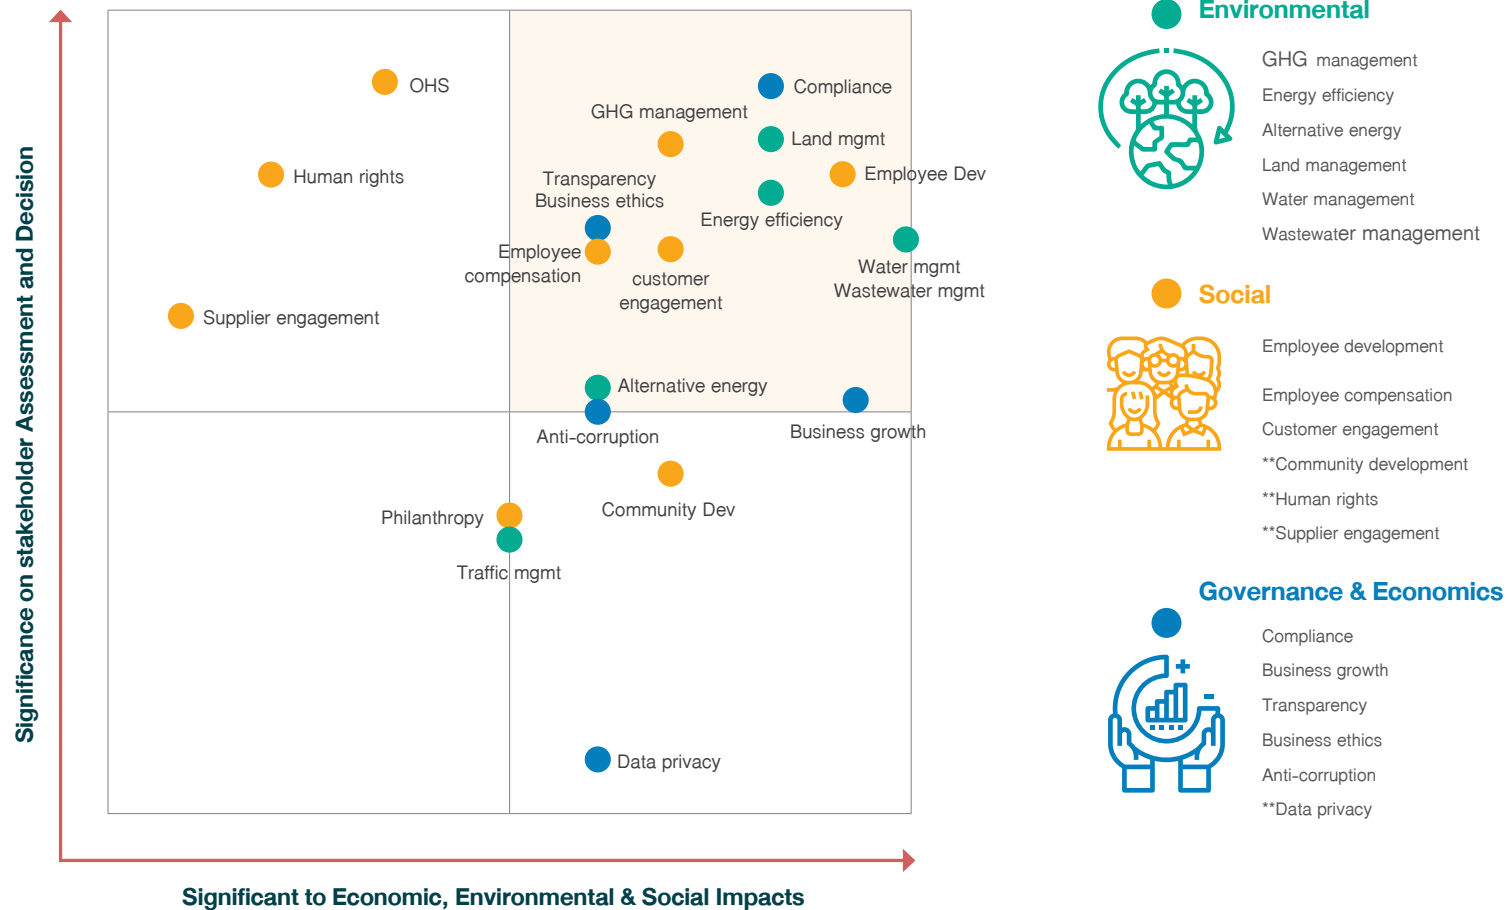 Significance on stakeholder Assessment and Decision
OHS
Human rights
Supplier engagement
Compliance
GHG management
Land mgmt
Employee Dev
Transparency
Business ethics
Energy efficiency
Employee
compensation
customer
engagement
Water mgmt
Wastewater mgmt
Alternative energy
Anti-corruption
Business growth
Community Dev
Philanthropy
Traffic mgmt
Data privacy
Significant to Economic, Environmental & Social Impacts
Environmental
GHG management
Energy efficiency
Alternative energy
Land management
Water management
Wastewater management
Social
Employee development
Employee compensation
Customer engagement
**Community development
**Human rights
**Supplier engagement
Governance & Economics
Compliance
Business growth
Transparency
Business ethics
Anti-corruption
**Data privacy